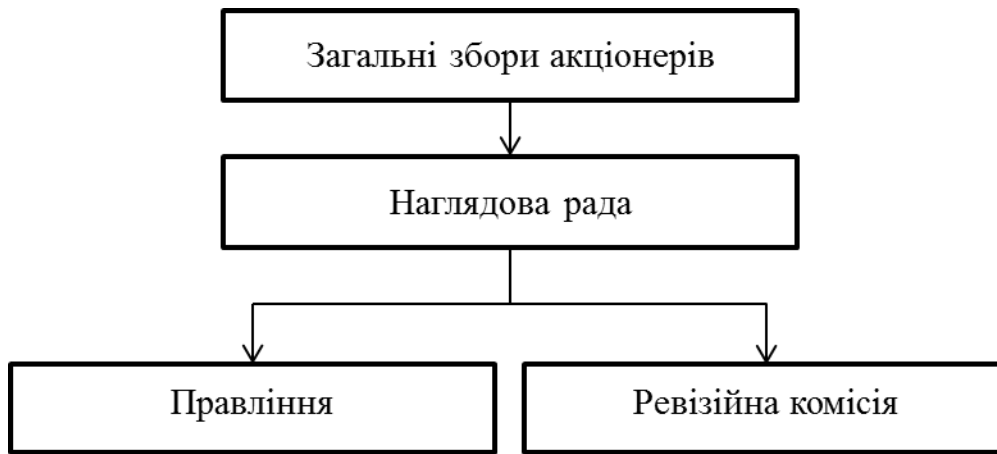 Загальні збори акціонерів
Наглядова рада
Правління
Ревізійна комісія